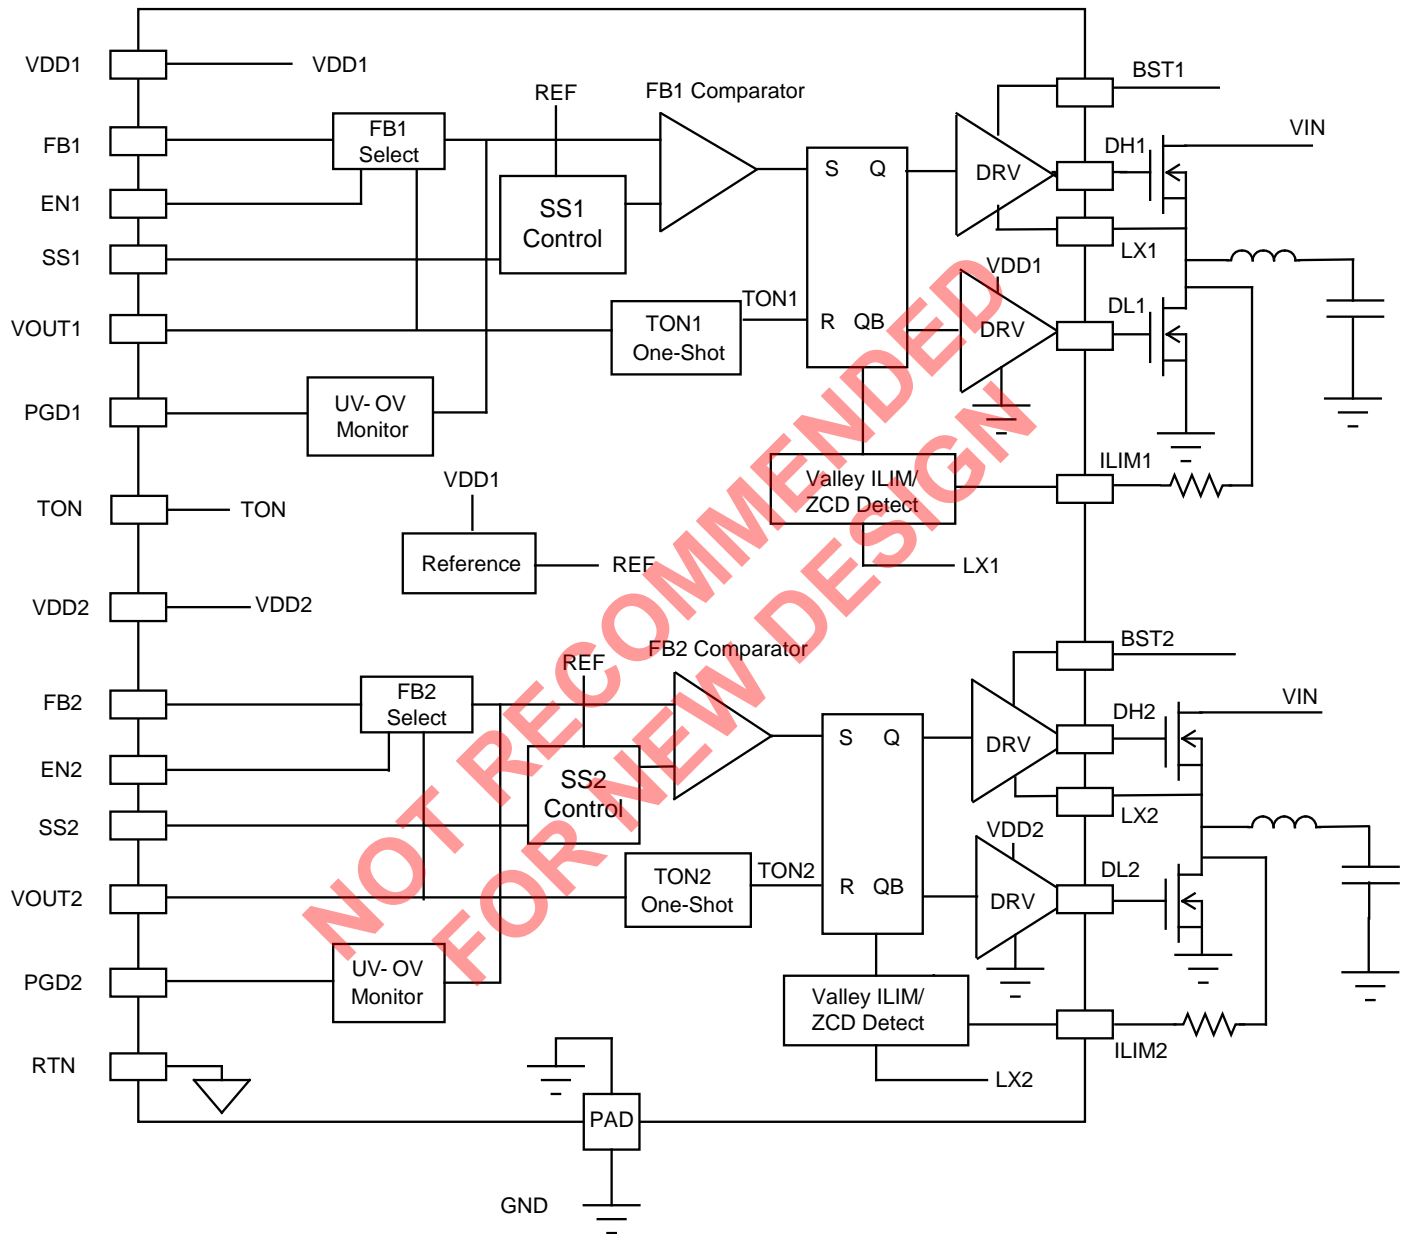 VDD1
VDD1
BST1
REF
FB1 Comparator
FB1
FB1
Select
VIN
DH1
S Q
DRV
EN1
SS1
Control
SS1
LX1
VDD1
TON1
VOUT1
TON1
One-Shot
R QB
DRV
DL1
PGD1
UV- OV
Monitor
VDD1
Valley ILIM/
ZCD Detect
ILIM1
TON
TON
Reference
REF
LX1
VDD2
VDD2
BST2
REF
FB2 Comparator
FB2
FB2
Select
VIN
DH2
S Q
DRV
EN2
SS2
Control
SS2
LX2
VDD2
TON2
VOUT2
TON2
One-Shot
R QB
DRV
DL2
PGD2
UV- OV
Monitor
Valley ILIM/
ZCD Detect
ILIM2
RTN
LX2
PAD
GND
NOT RECOMMENDED
FOR NEW DESIGN